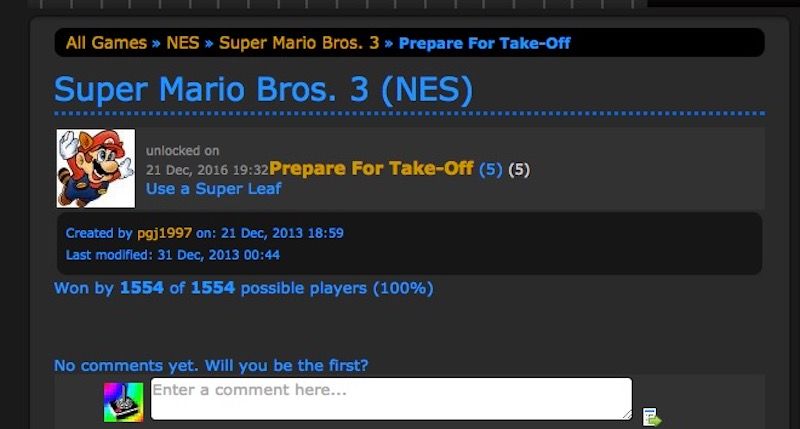 All Games » NES » Super Mario Bros. 3 » Prepare For Take-Off
Super Mario Bros. 3 (NES)
unlocked on
21 Dec, 2016 19:32Prepare For Take-Off (5) (5)
Use a Super Leaf
Created by pgj1997 on: 21 Dec, 2013 18:59
Last modified: 31 Dec, 2013 00:44
Won by 1554 of 1554 possible players (100%)
No comments yet. Will you be the first?
Enter a comment here...